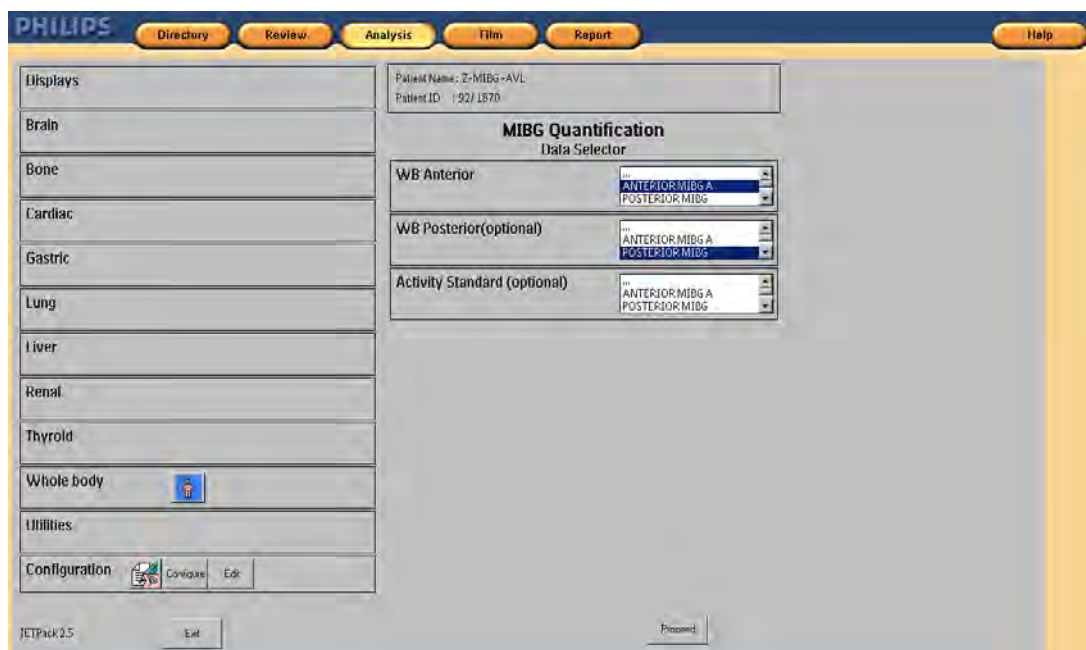 PHILIPS
Directory Review Analysis Film Report Help
Displays
Brain
Bone
Cardiac
Gastric
Lung
Liver
Renal
Thyroid
Whole body
Utilities
Configuration Configure Edit
JETPack 2.5 Exit
Patient Name : Z-MIBG-AVL
Patient ID : 92/1870
MIBG Quantification
Data Selector
WB Anterior
...
ANTERIOR MIBG A
POSTERIOR MIBG
WB Posterior(optional)
...
ANTERIOR MIBG A
POSTERIOR MIBG
Activity Standard (optional)
...
ANTERIOR MIBG A
POSTERIOR MIBG
Proceed